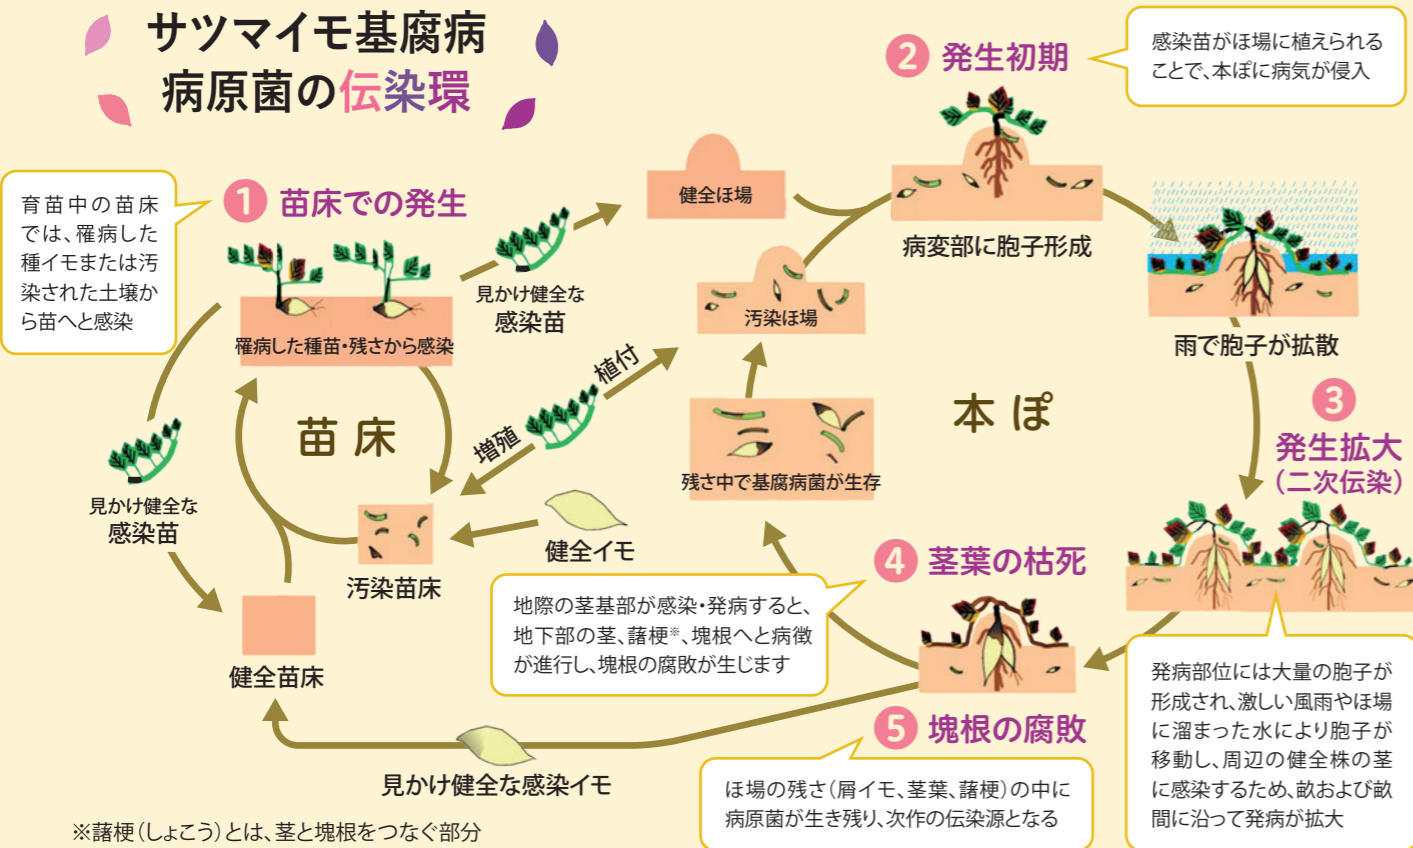 サツマイモ基腐病
病原菌の伝染環
1 苗床での発生
育苗中の苗床
では、罹病した
種イモまたは汚
染された土壌か
ら苗へと感染
罹病した種苗・残さから感染
見かけ健全な
感染苗
健全ほ場
汚染ほ場
2 発生初期
感染苗がほ場に植えられる
ことで、本ぽに病気が侵入
病変部に胞子形成
雨で胞子が拡散
3
発生拡大
（二次伝染）
発病部位には大量の胞子が
形成され、激しい風雨やほ場
に溜まった水により胞子が
移動し、周辺の健全株の茎
に感染するため、畝および畝
間に沿って発病が拡大
本ぽ
残さ中で基腐病菌が生存
4 茎葉の枯死
地際の茎基部が感染・発病すると、
地下部の茎、藷梗※、塊根へと病徴
が進行し、塊根の腐敗が生じます
5 塊根の腐敗
ほ場の残さ（屑イモ、茎葉、藷梗）の中に
病原菌が生き残り、次作の伝染源となる
苗床
植付
増殖
健全イモ
汚染苗床
見かけ健全な
感染苗
健全苗床
見かけ健全な感染イモ
※藷梗（しょこう）とは、茎と塊根をつなぐ部分